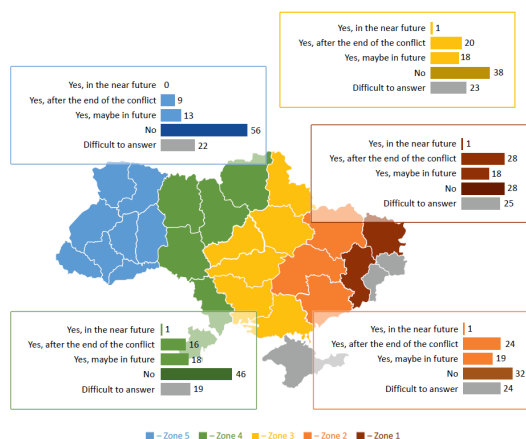 Yes, in the near future 1
Yes, after the end of the conflict 20
Yes, maybe in future 18
No 38
Difficult to answer 23
Yes, in the near future 0
Yes, after the end of the conflict 9
Yes, maybe in future 13
No 56
Difficult to answer 22
Yes, in the near future 1
Yes, after the end of the conflict 28
Yes, maybe in future 18
No 28
Difficult to answer 25
Yes, in the near future 1
Yes, after the end of the conflict 16
Yes, maybe in future 18
No 46
Difficult to answer 19
Yes, in the near future 1
Yes, after the end of the conflict 24
Yes, maybe in future 19
No 32
Difficult to answer 24
– Zone 5 – Zone 4 – Zone 3 – Zone 2 – Zone 1